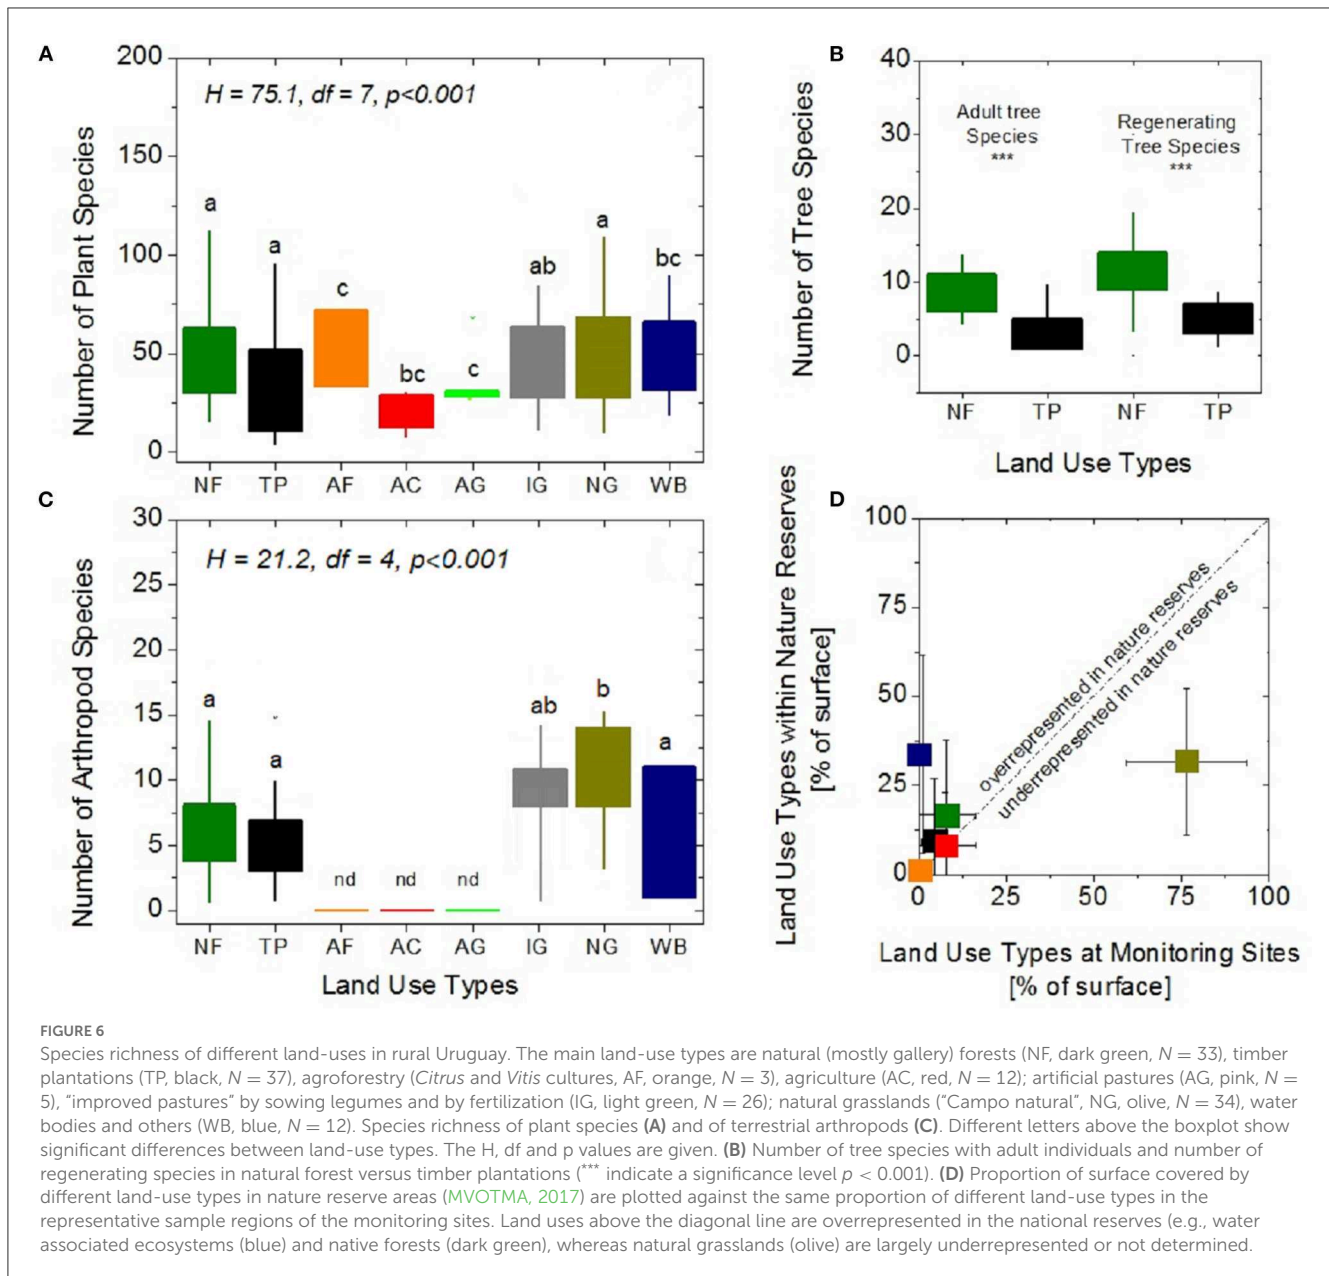 A
Number of Plant Species
200
150
100
50
0
H = 75.1, df = 7, p<0.001
a
a
c
bc
c
ab
a
bc
NF TP AF AC AG IG NG WB
B
Number of Tree Species
40
30
20
10
0
Adult tree
Species
***
Regenerating
Tree Species
***
NF TP NF TP
Land Use Types
C
Number of Arthropod Species
30
25
20
15
10
5
0
H = 21.2, df = 4, p<0.001
a
a
nd
nd
nd
ab
b
a
NF TP AF AC AG IG NG WB
Land Use Types
D
Land Use Types within Nature Reserves
[% of surface]
100
75
50
25
0
overrepresented in nature reserves
underrepresented in nature reserves
0 25 50 75 100
Land Use Types at Monitoring Sites
[% of surface]
FIGURE 6
Species richness of different land-uses in rural Uruguay. The main land-use types are natural (mostly gallery) forests (NF, dark green, N = 33), timber
plantations (TP, black, N = 37), agroforestry (Citrus and Vitis cultures, AF, orange, N = 3), agriculture (AC, red, N = 12); artificial pastures (AG, pink, N =
5), "improved pastures" by sowing legumes and by fertilization (IG, light green, N = 26); natural grasslands ("Campo natural", NG, olive, N = 34), water
bodies and others (WB, blue, N = 12). Species richness of plant species (A) and of terrestrial arthropods (C). Different letters above the boxplot show
significant differences between land-use types. The H, df and p values are given. (B) Number of tree species with adult individuals and number of
regenerating species in natural forest versus timber plantations (*** indicate a significance level p < 0.001). (D) Proportion of surface covered by
different land-use types in nature reserve areas (MVOTMA, 2017) are plotted against the same proportion of different land-use types in the
representative sample regions of the monitoring sites. Land uses above the diagonal line are overrepresented in the national reserves (e.g., water
associated ecosystems (blue) and native forests (dark green), whereas natural grasslands (olive) are largely underrepresented or not determined.